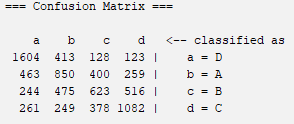 === Confusion Matrix ===
a b c d <-- classified as
1604 413 128 123 | a = D
463 850 400 259 | b = A
244 475 623 516 | c = B
261 249 378 1082 | d = C